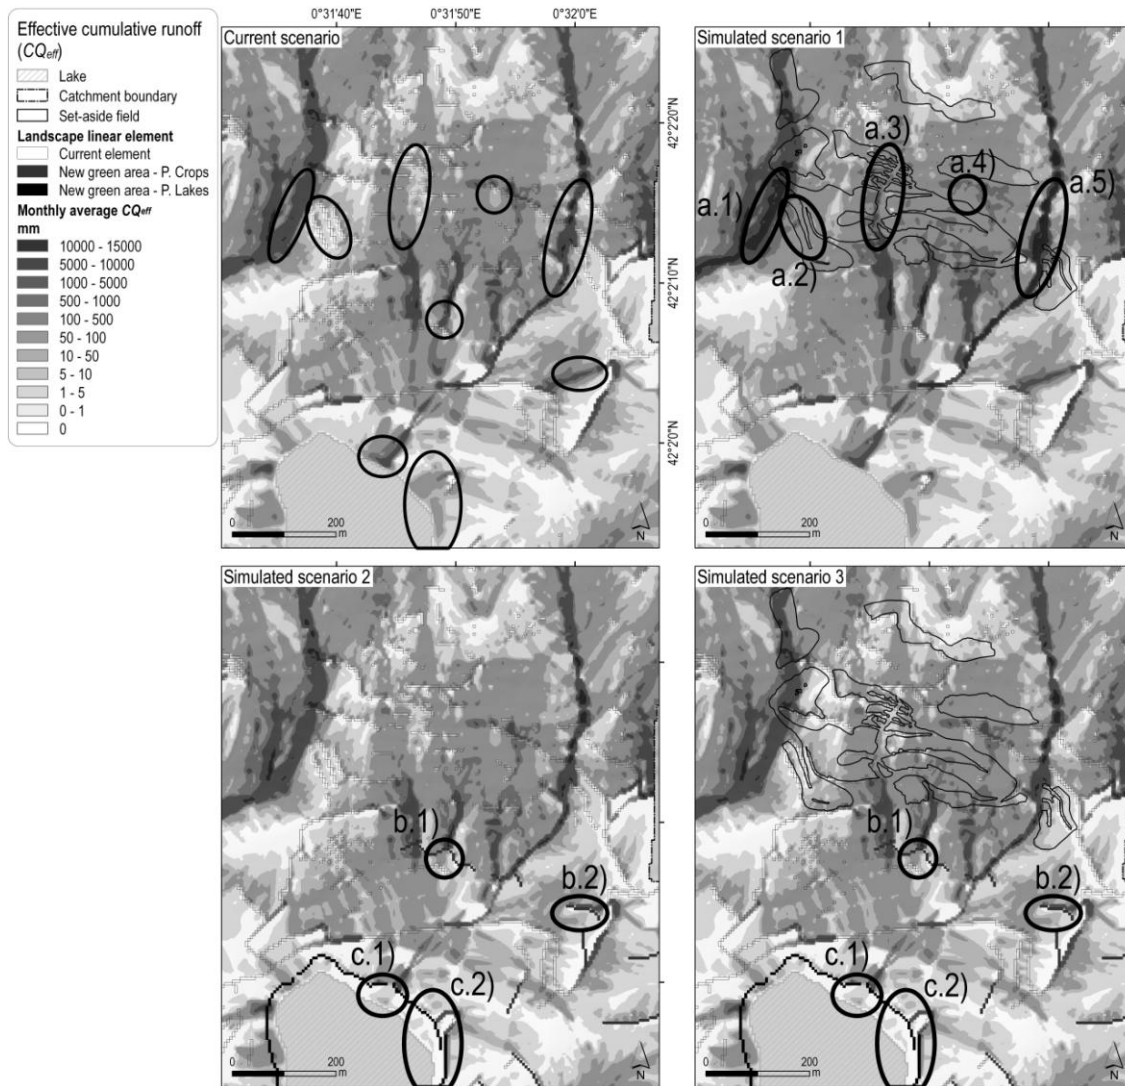 Effective cumulative runoff
(CQeff)
Lake
Catchment boundary
Set-aside field
Landscape linear element
Current element
New green area - P. Crops
New green area - P. Lakes
Monthly average CQeff
mm
10000 - 15000
5000 - 10000
1000 - 5000
500 - 1000
100 - 500
50 - 100
10 - 50
5 - 10
1 - 5
0 - 1
0
0°31'40"E
0°31'50"E
0°32'0"E
Current scenario
42°2'20"N
42°2'10"N
42°2'0"N
0
200
m
N
Simulated scenario 1
a.1)
a.2)
a.3)
a.4)
a.5)
0
200
m
N
Simulated scenario 2
b.1)
b.2)
c.1)
c.2)
0
200
m
N
Simulated scenario 3
b.1)
b.2)
c.1)
c.2)
0
200
m
N